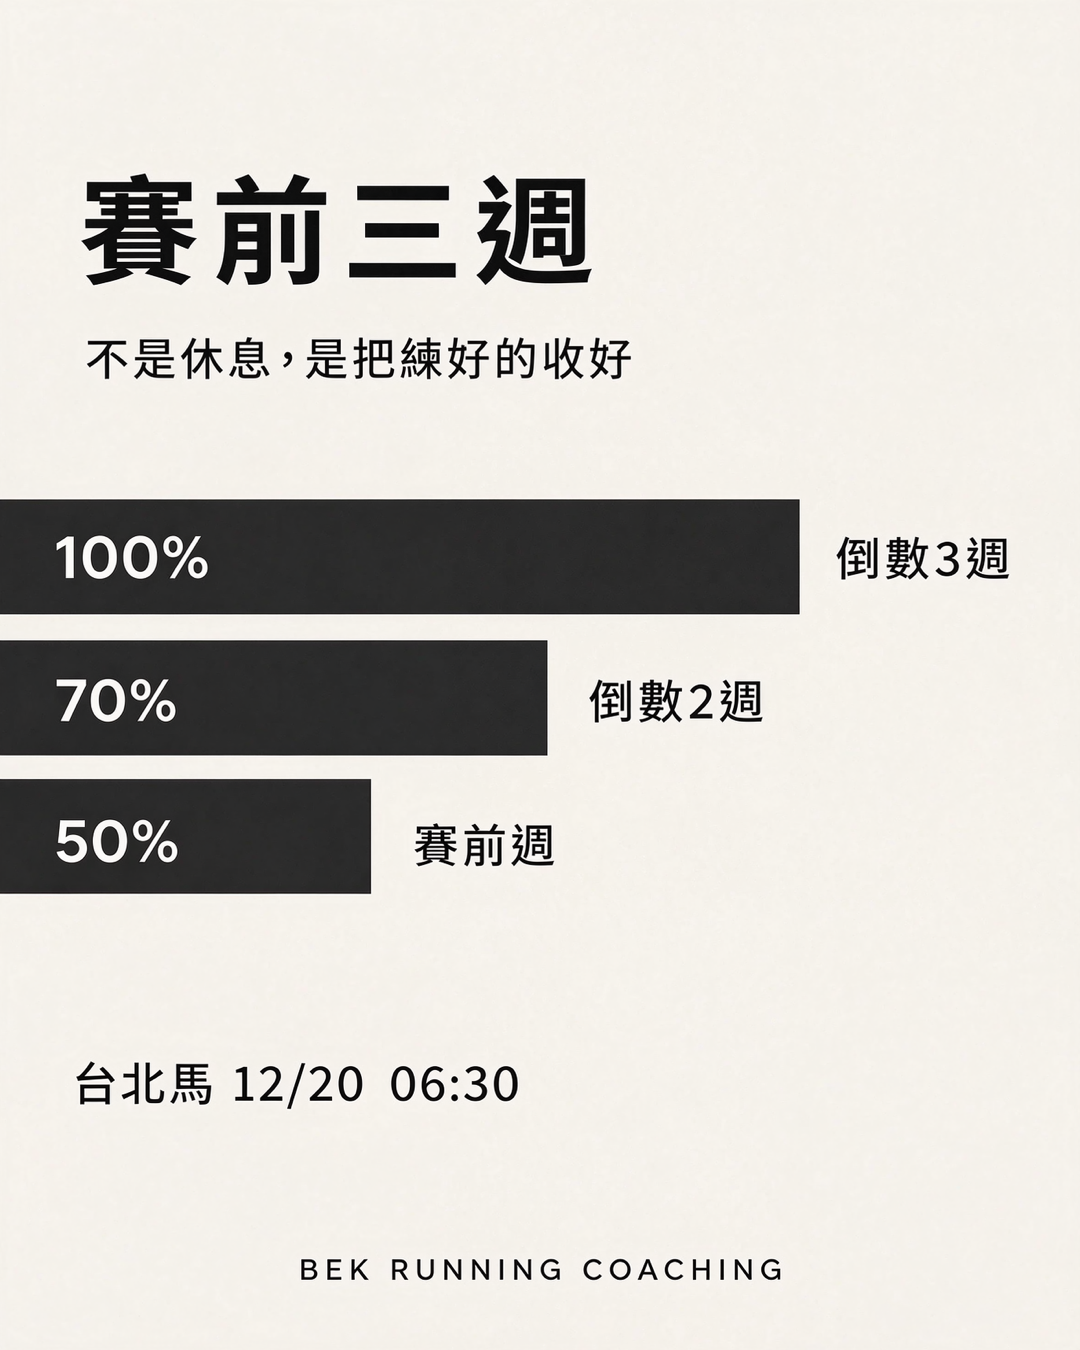 賽前三週
不是休息，是把練好的收好
100% 倒數3週
70% 倒數2週
50% 賽前週
台北馬 12/20 06:30
BEK RUNNING COACHING